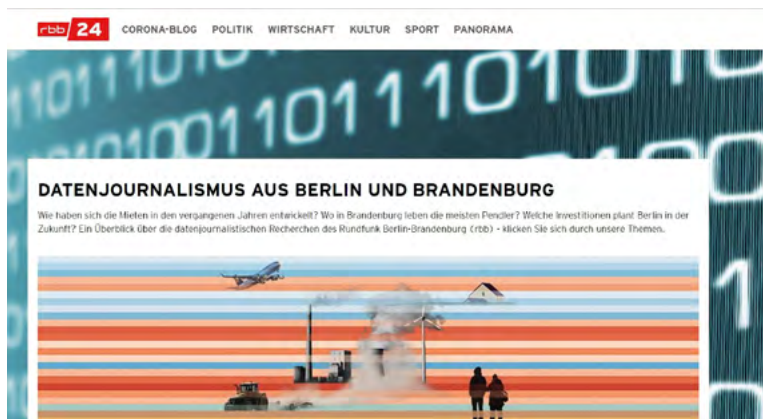 rbb 24 CORONA-BLOG POLITIK WIRTSCHAFT KULTUR SPORT PANORAMA
11011101010
101001101110101010
DATENJOURNALISMUS AUS BERLIN UND BRANDENBURG
Wie haben sich die Mieten in den vergangenen Jahren entwickelt? Wo in Brandenburg leben die meisten Pendler? Welche Investitionen plant Berlin in der
Zukunft? Ein Überblick über die datenjournalistischen Recherchen des Rundfunk Berlin-Brandenburg (rbb) - klicken Sie sich durch unsere Themen.